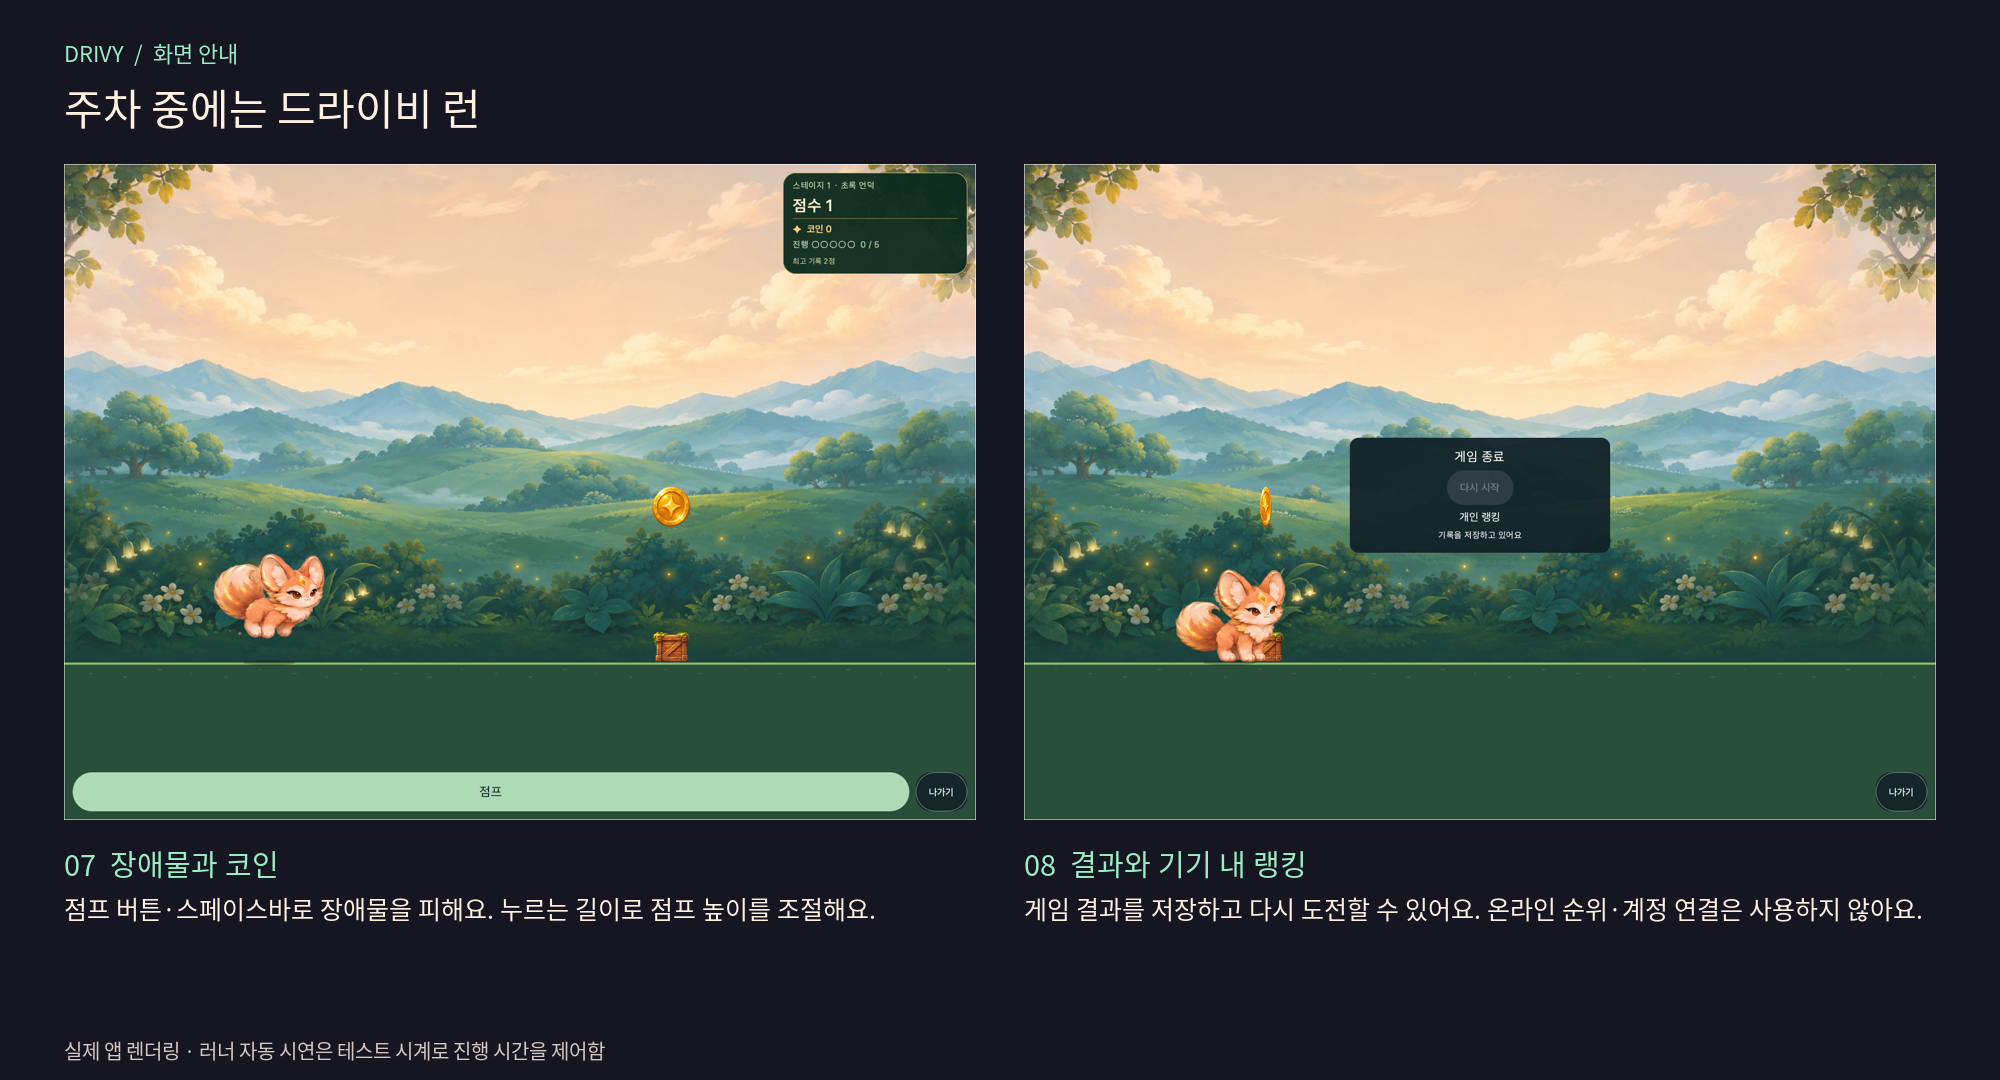 DRIVY / 화면 안내
주차 중에는 드라이비 런
스테이지 1 · 초록 언덕
점수 1
✦ 코인 0
진행 ○○○○○ 0 / 5
최고 기록 2점
점프
나가기
게임 종료
다시 시작
개인 랭킹
기록을 저장하고 있어요
나가기
07 장애물과 코인
점프 버튼·스페이스바로 장애물을 피해요. 누르는 길이로 점프 높이를 조절해요.
08 결과와 기기 내 랭킹
게임 결과를 저장하고 다시 도전할 수 있어요. 온라인 순위·계정 연결은 사용하지 않아요.
실제 앱 렌더링 · 러너 자동 시연은 테스트 시계로 진행 시간을 제어함